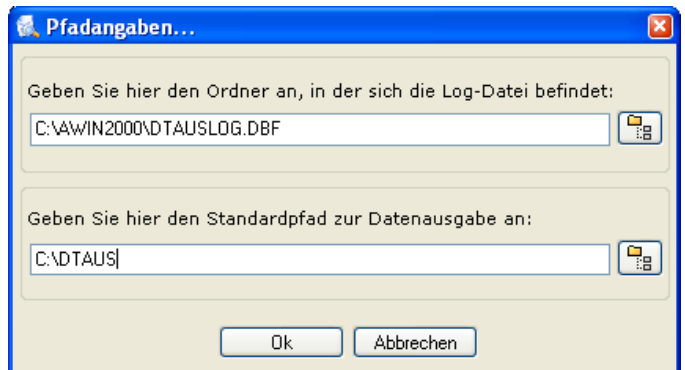 Pfadangaben...
Geben Sie hier den Ordner an, in der sich die Log-Datei befindet:
C:\AWIN2000\DTAUSLOG.DBF
Geben Sie hier den Standardpfad zur Datenausgabe an:
C:\DTAUS
Ok
Abbrechen